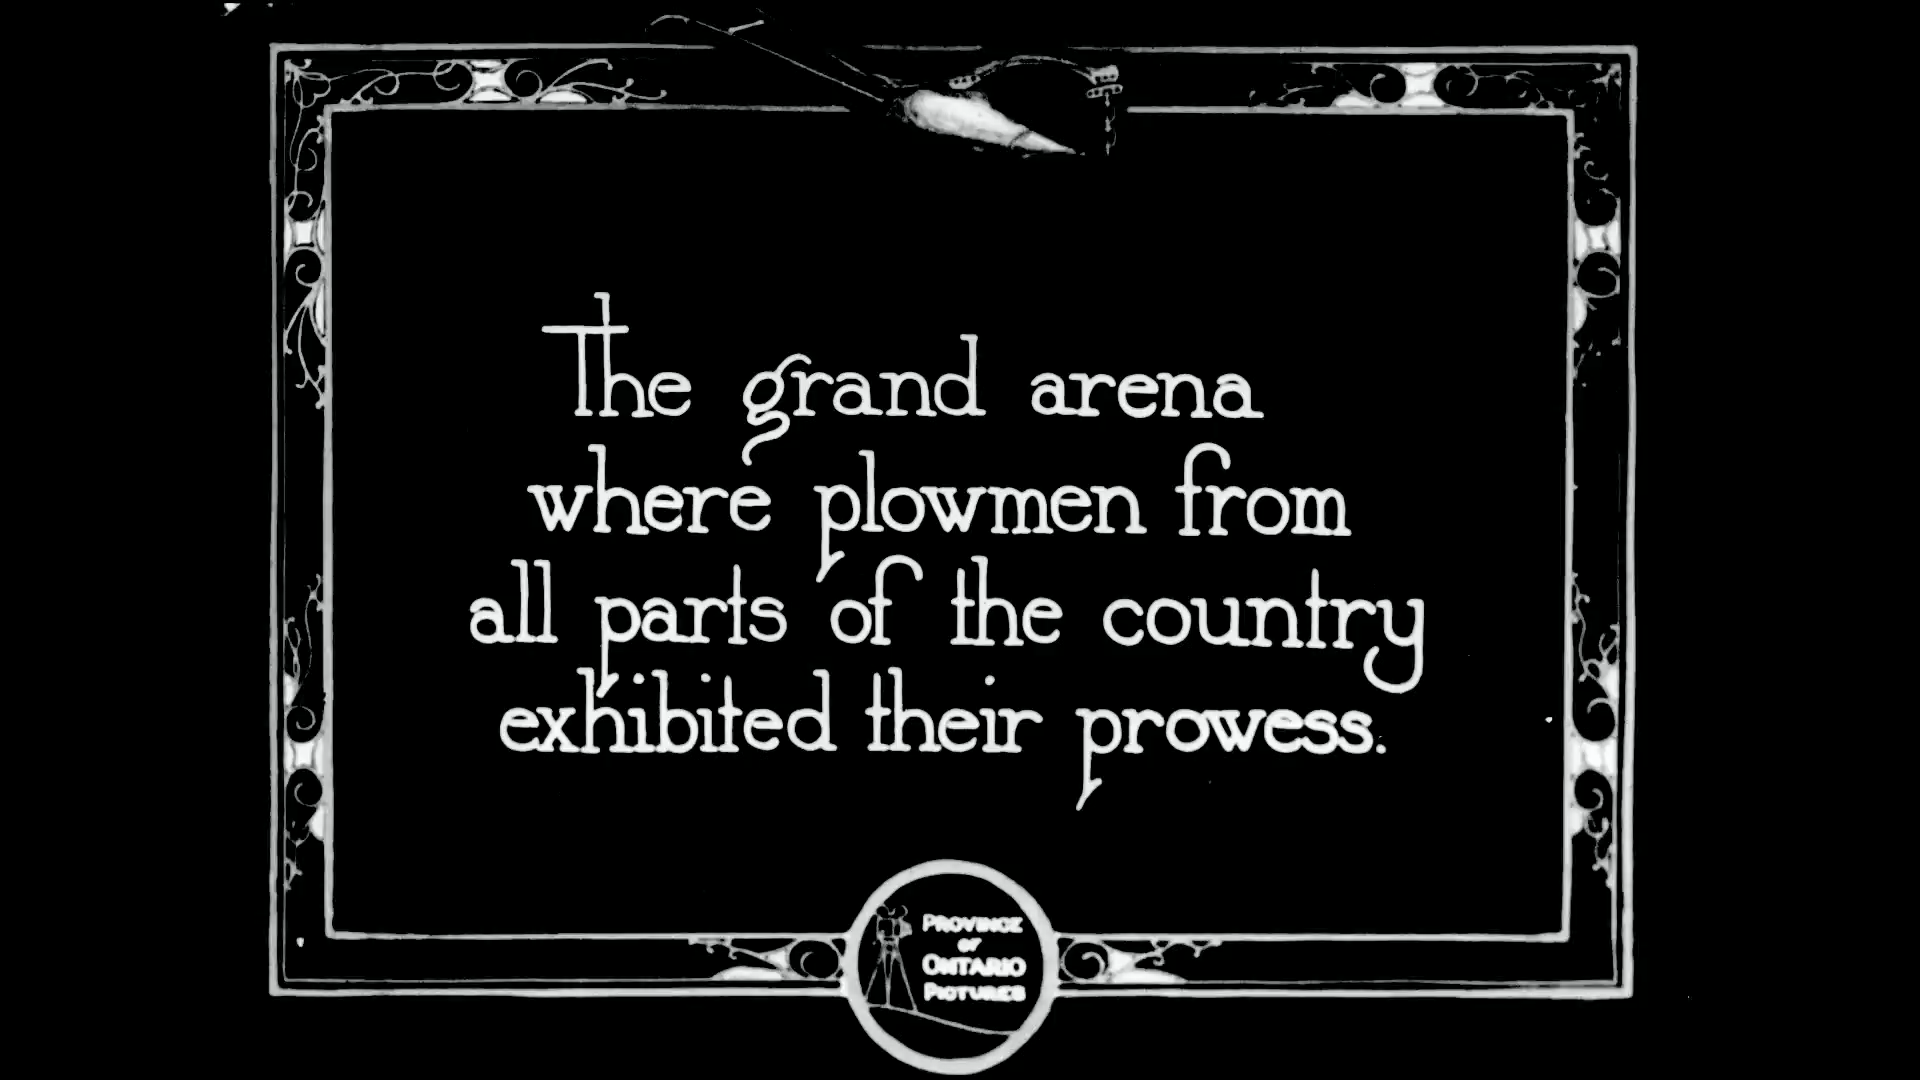 The grand arena
where plowmen from
all parts of the country
exhibited their prowess.
PROVINCE
OF
ONTARIO
PICTURES